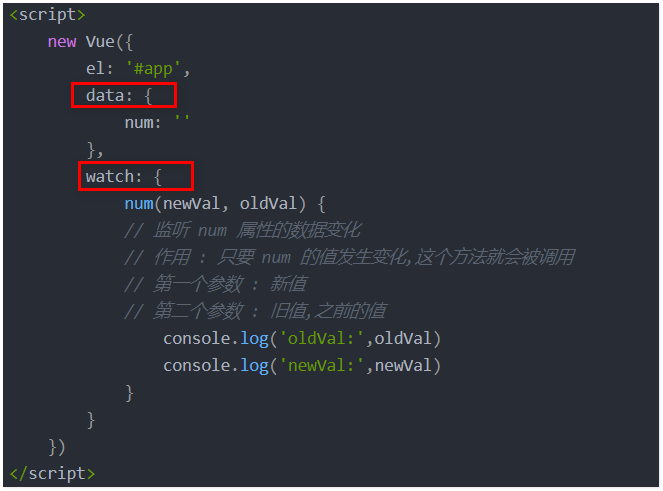 <script>
new Vue({
el: '#app',
data: {
num: ''
},
watch: {
num(newVal, oldVal) {
// 监听 num 属性的数据变化
// 作用 : 只要 num 的值发生变化,这个方法就会被调用
// 第一个参数 : 新值
// 第二个参数 : 旧值,之前的值
console.log('oldVal:',oldVal)
console.log('newVal:',newVal)
}
}
})
</script>